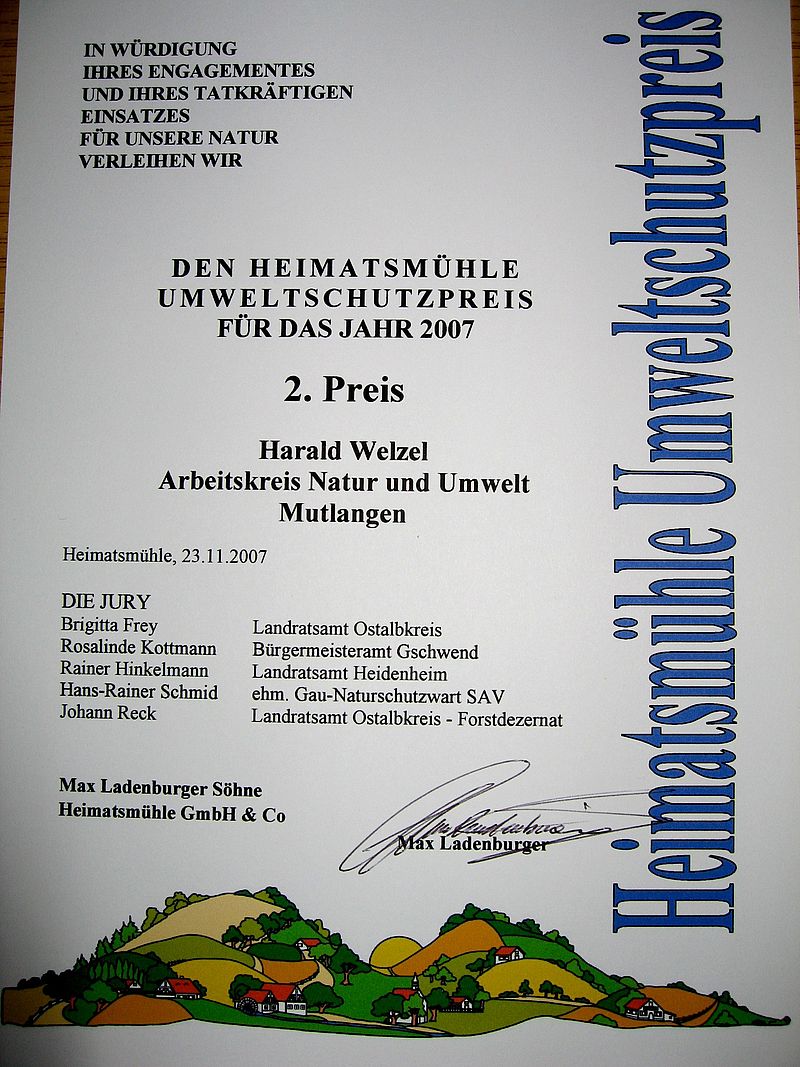 IN WÜRDIGUNG
IHRES ENGAGEMENTES
UND IHRES TATKRÄFTIGEN
EINSATZES
FÜR UNSERE NATUR
VERLEIHEN WIR
DEN HEIMATSMÜHLE
UMWELTSCHUTZPREIS
FÜR DAS JAHR 2007
2. Preis
Harald Welzel
Arbeitskreis Natur und Umwelt
Mutlangen
Heimatsmühle, 23.11.2007
DIE JURY
Brigitta Frey Landratsamt Ostalbkreis
Rosalinde Kottmann Bürgermeisteramt Gschwend
Rainer Hinkelmann Landratsamt Heidenheim
Hans-Rainer Schmid ehm. Gau-Naturschutzwart SAV
Johann Reck Landratsamt Ostalbkreis - Forstdezernat
Max Ladenburger Söhne
Heimatsmühle GmbH & Co
Max Ladenburger
Heimatsmühle Umweltschutzpreis